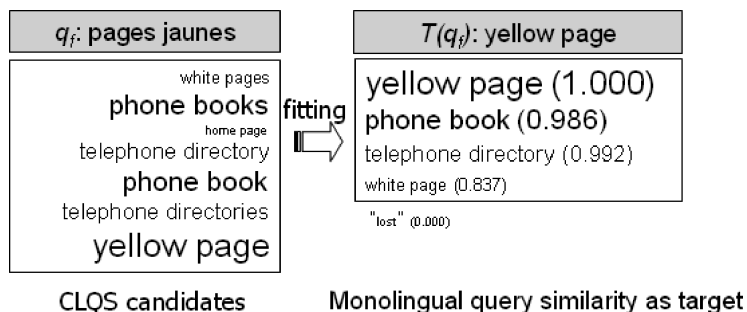 q_f: pages jaunes
white pages
phone books
home page
telephone directory
phone book
telephone directories
yellow page
CLQS candidates
fitting
T(q_f): yellow page
yellow page (1.000)
phone book (0.986)
telephone directory (0.992)
white page (0.837)
"lost" (0.000)
Monolingual query similarity as target